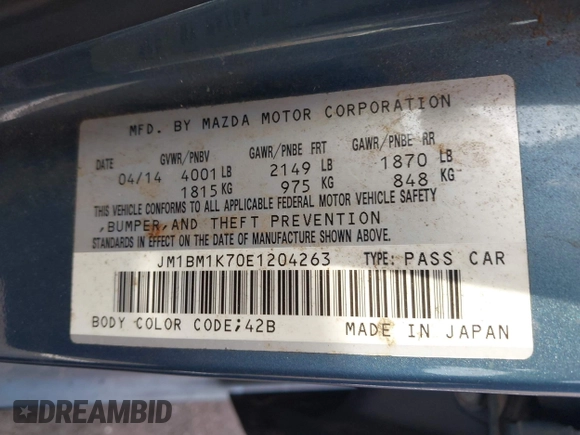 MFD. BY MAZDA MOTOR CORPORATION
DATE GVWR/PNBV GAWR/PNBE FRT GAWR/PNBE RR
04/14 4001 LB 2149 LB 1870 LB
1815 KG 975 KG 848 KG
THIS VEHICLE CONFORMS TO ALL APPLICABLE FEDERAL MOTOR VEHICLE SAFETY
,BUMPER,AND THEFT PREVENTION
STANDARDS IN EFFECT ON THE DATE OF MANUFACTURE SHOWN ABOVE.
JM1BM1K70E1204263 TYPE: PASS CAR
BODY COLOR CODE;42B MADE IN JAPAN
DREAMBID